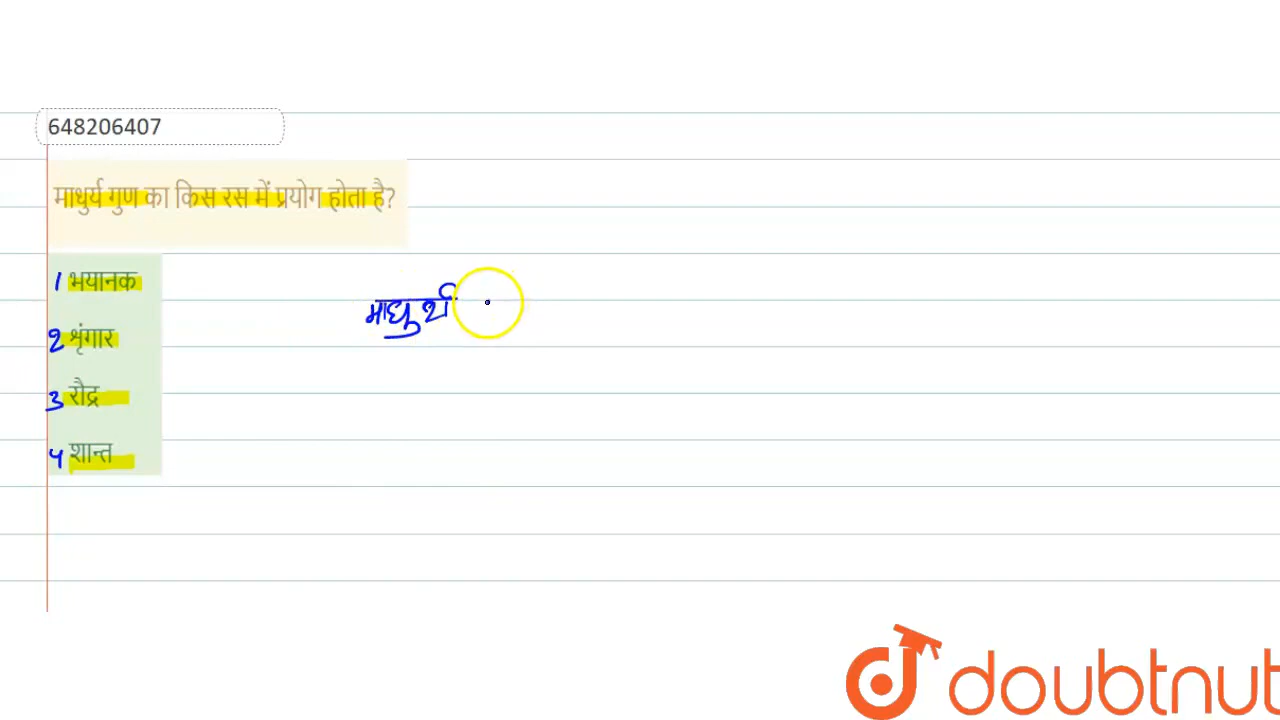 648206407
माधुर्य गुण का किस रस में प्रयोग होता है?
1 भयानक
2 श्रृंगार
3 रौद्र
4 शान्त
माधुर्य
doubtnut